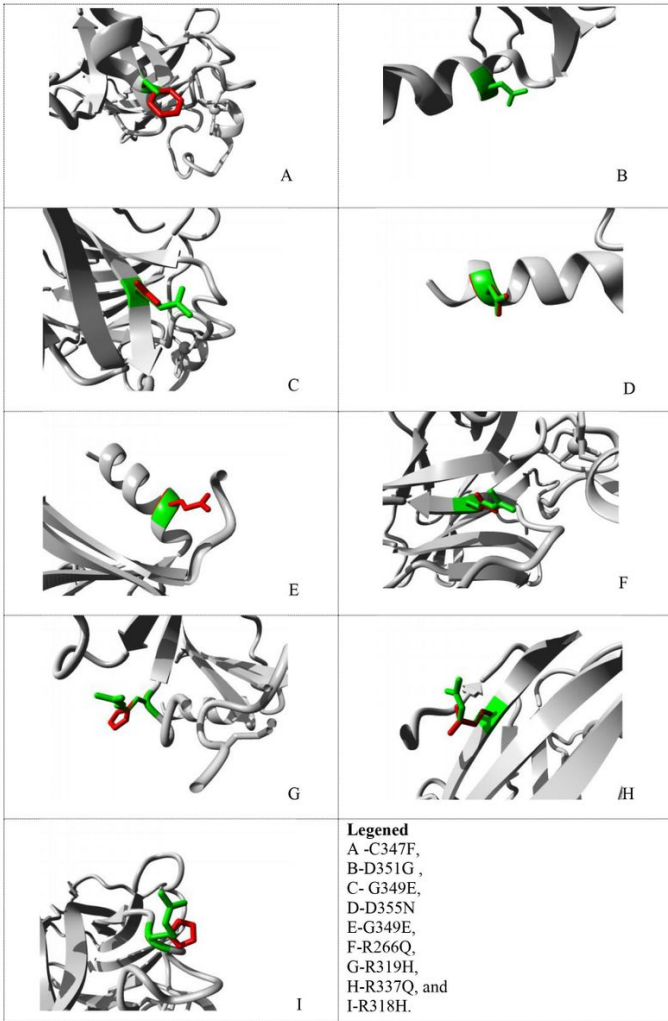 A
B
C
D
E
F
G
H
I
Legened
A -C347F,
B-D351G ,
C- G349E,
D-D355N
E-G349E,
F-R266Q,
G-R319H,
H-R337Q, and
I-R318H.